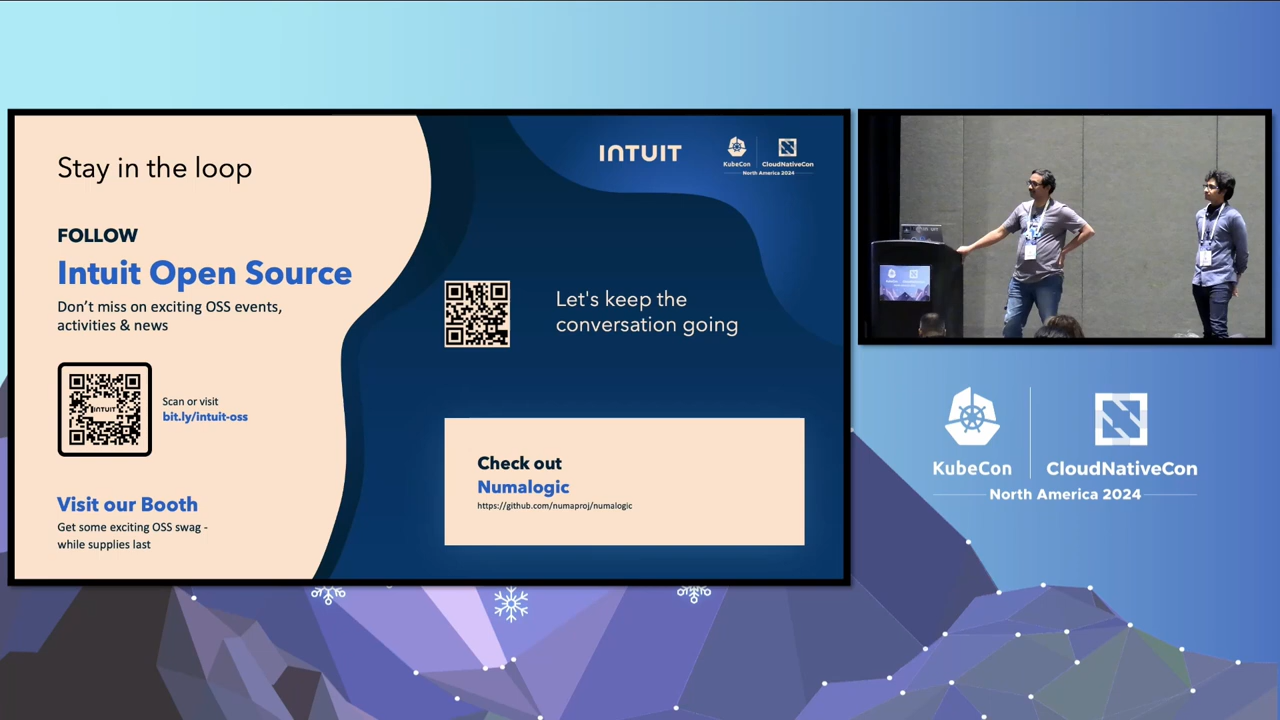 Stay in the loop
FOLLOW
Intuit Open Source
Don't miss on exciting OSS events,
activities & news
INTUIT
Scan or visit
bit.ly/intuit-oss
Visit our Booth
Get some exciting OSS swag -
while supplies last
INTUIT
KubeCon
CloudNativeCon
North America 2024
Let's keep the
conversation going
Check out
Numalogic
https://github.com/numaproj/numalogic
KubeCon
CloudNativeCon
North America 2024